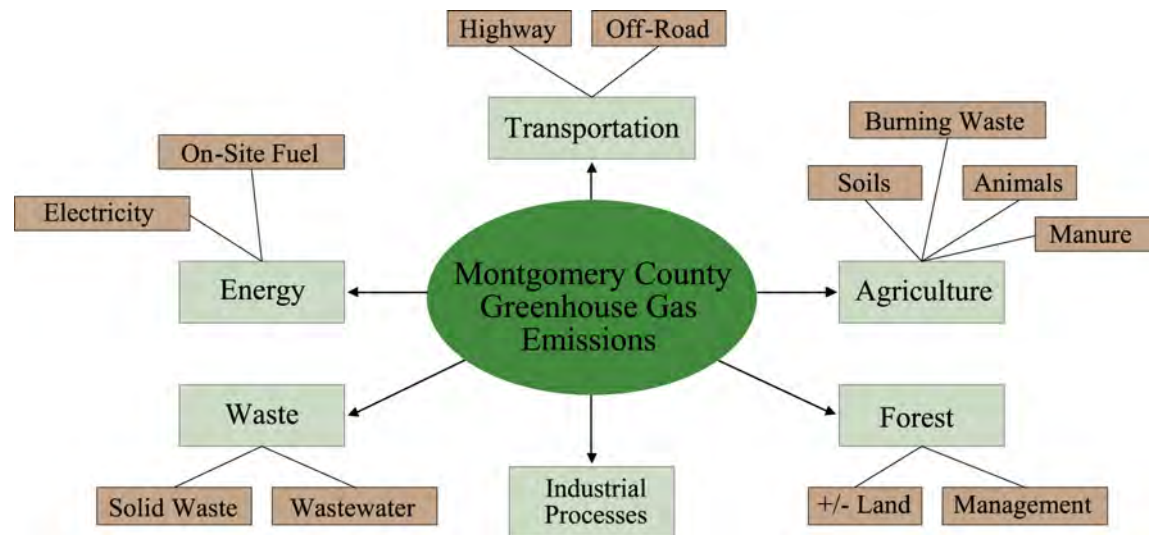 Highway
Off-Road
Transportation
Burning Waste
On-Site Fuel
Soils
Animals
Electricity
Manure
Energy
Montgomery County
Greenhouse Gas
Emissions
Agriculture
Waste
Forest
Solid Waste
Wastewater
Industrial
Processes
+/- Land
Management